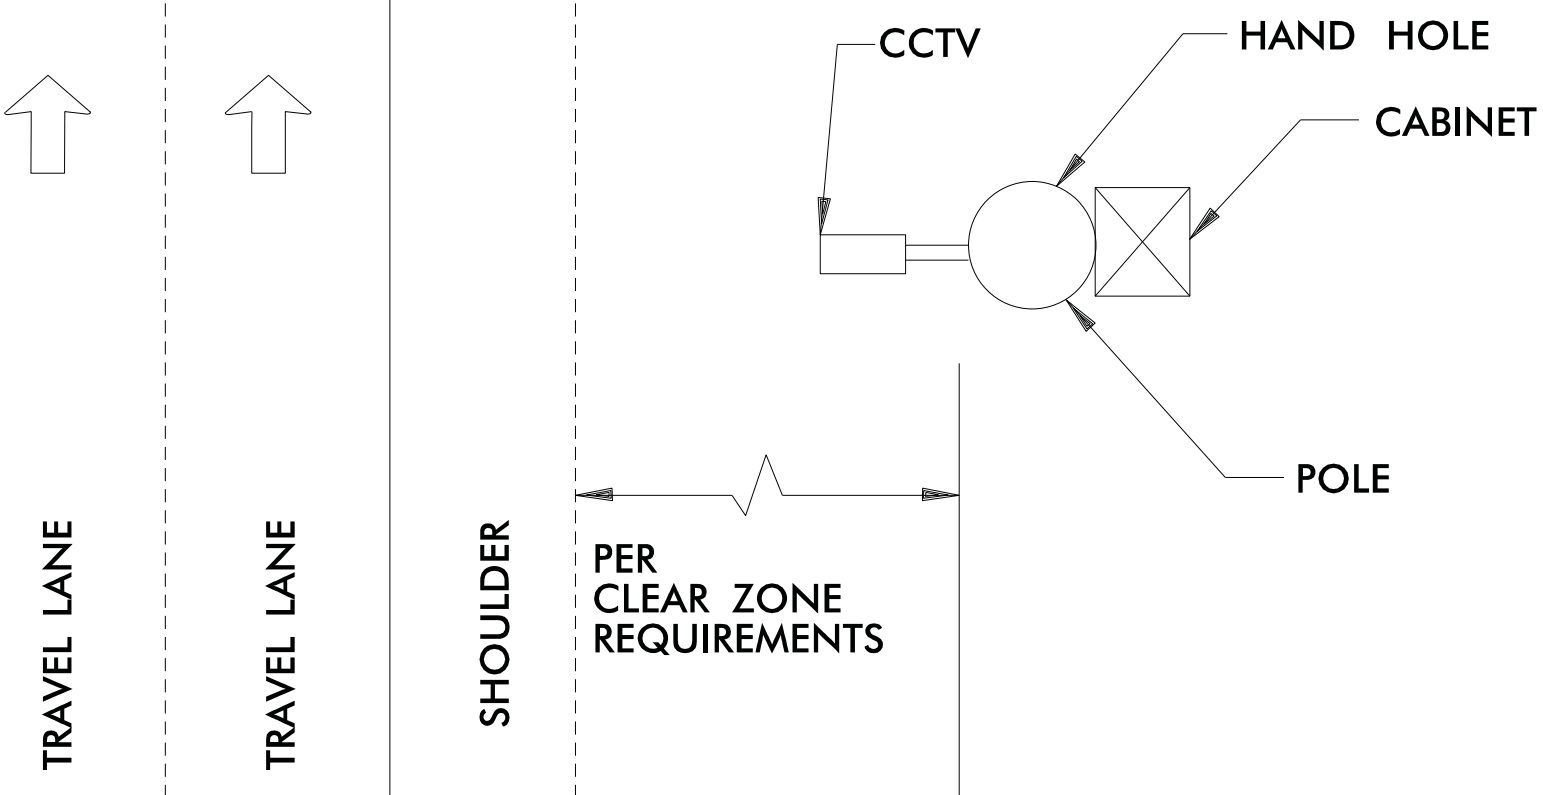 CCTV
HAND HOLE
CABINET
POLE
TRAVEL LANE
TRAVEL LANE
SHOULDER
PER
CLEAR ZONE
REQUIREMENTS